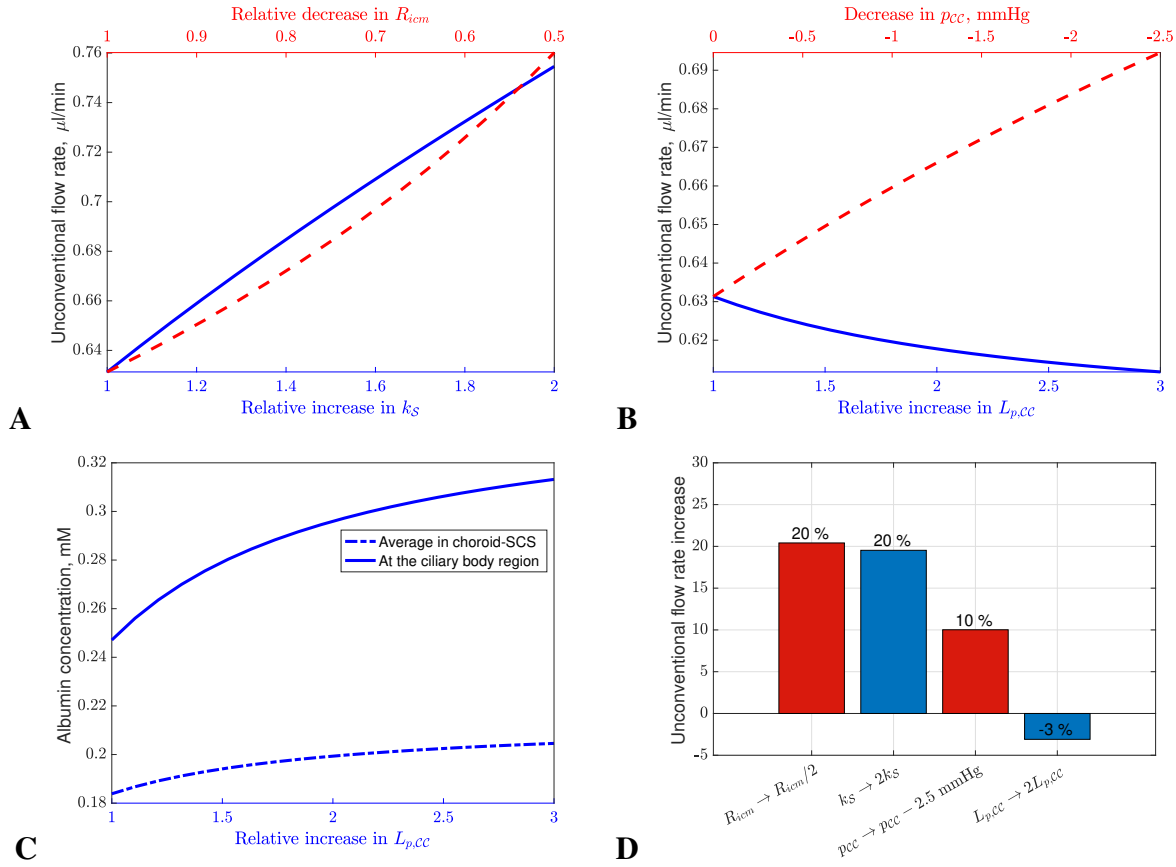 Relative decrease in R_icm
1 0.9 0.8 0.7 0.6 0.5
0.76
0.74
0.72
0.7
0.68
0.66
0.64
Unconventional flow rate, μl/min
1 1.2 1.4 1.6 1.8 2
Relative increase in k_S
A
Decrease in p_CC, mmHg
0 -0.5 -1 -1.5 -2 -2.5
0.69
0.68
0.67
0.66
0.65
0.64
0.63
0.62
Unconventional flow rate, μl/min
1 1.5 2 2.5 3
Relative increase in L_p,CC
B
0.32
0.3
0.28
0.26
0.24
0.22
0.2
0.18
Albumin concentration, mM
Average in choroid-SCS
At the ciliary body region
1 1.5 2 2.5 3
Relative increase in L_p,CC
C
30
25
20
15
10
5
0
-5
Unconventional flow rate increase
20 %
20 %
10 %
-3 %
R_icm → R_icm/2
k_S → 2k_S
p_CC → p_CC − 2.5 mmHg
L_p,CC → 2L_p,CC
D